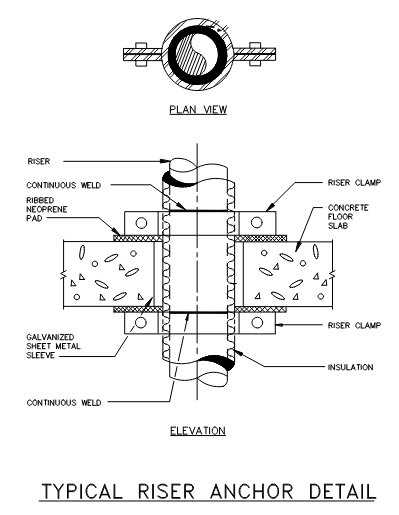 PLAN VIEW
RISER
CONTINUOUS WELD
RIBBED
NEOPRENE
PAD
RISER CLAMP
CONCRETE
FLOOR
SLAB
GALVANIZED
SHEET METAL
SLEEVE
RISER CLAMP
INSULATION
CONTINUOUS WELD
ELEVATION
TYPICAL RISER ANCHOR DETAIL